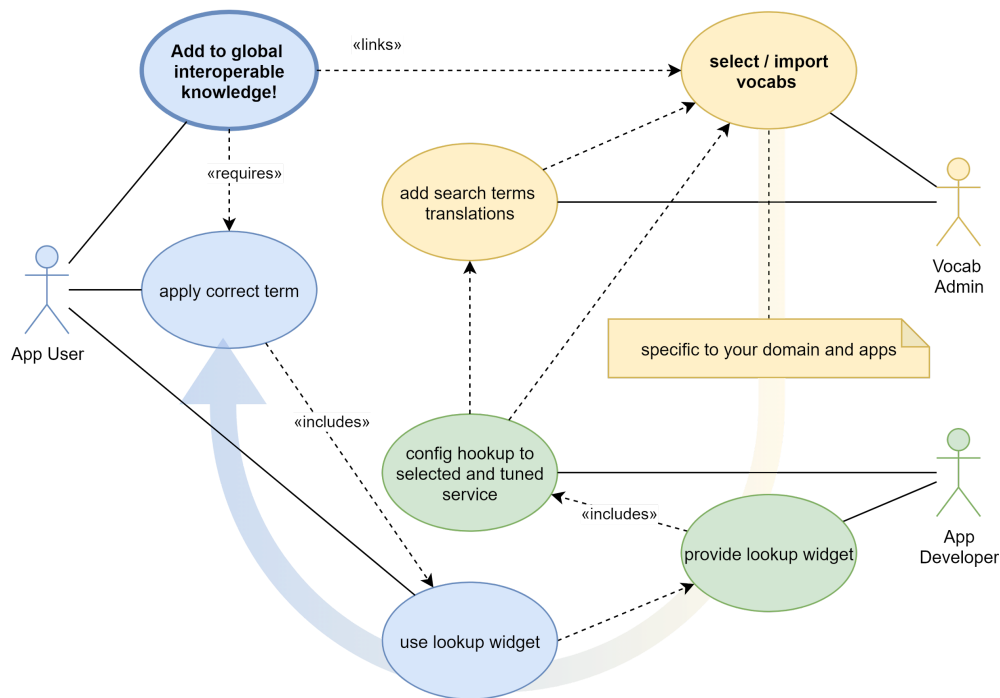 Add to global
interoperable
knowledge!
«links»
select / import
vocabs
«requires»
add search terms
translations
Vocab
Admin
apply correct term
App User
specific to your domain and apps
«includes»
config hookup to
selected and tuned
service
«includes»
provide lookup widget
App
Developer
use lookup widget